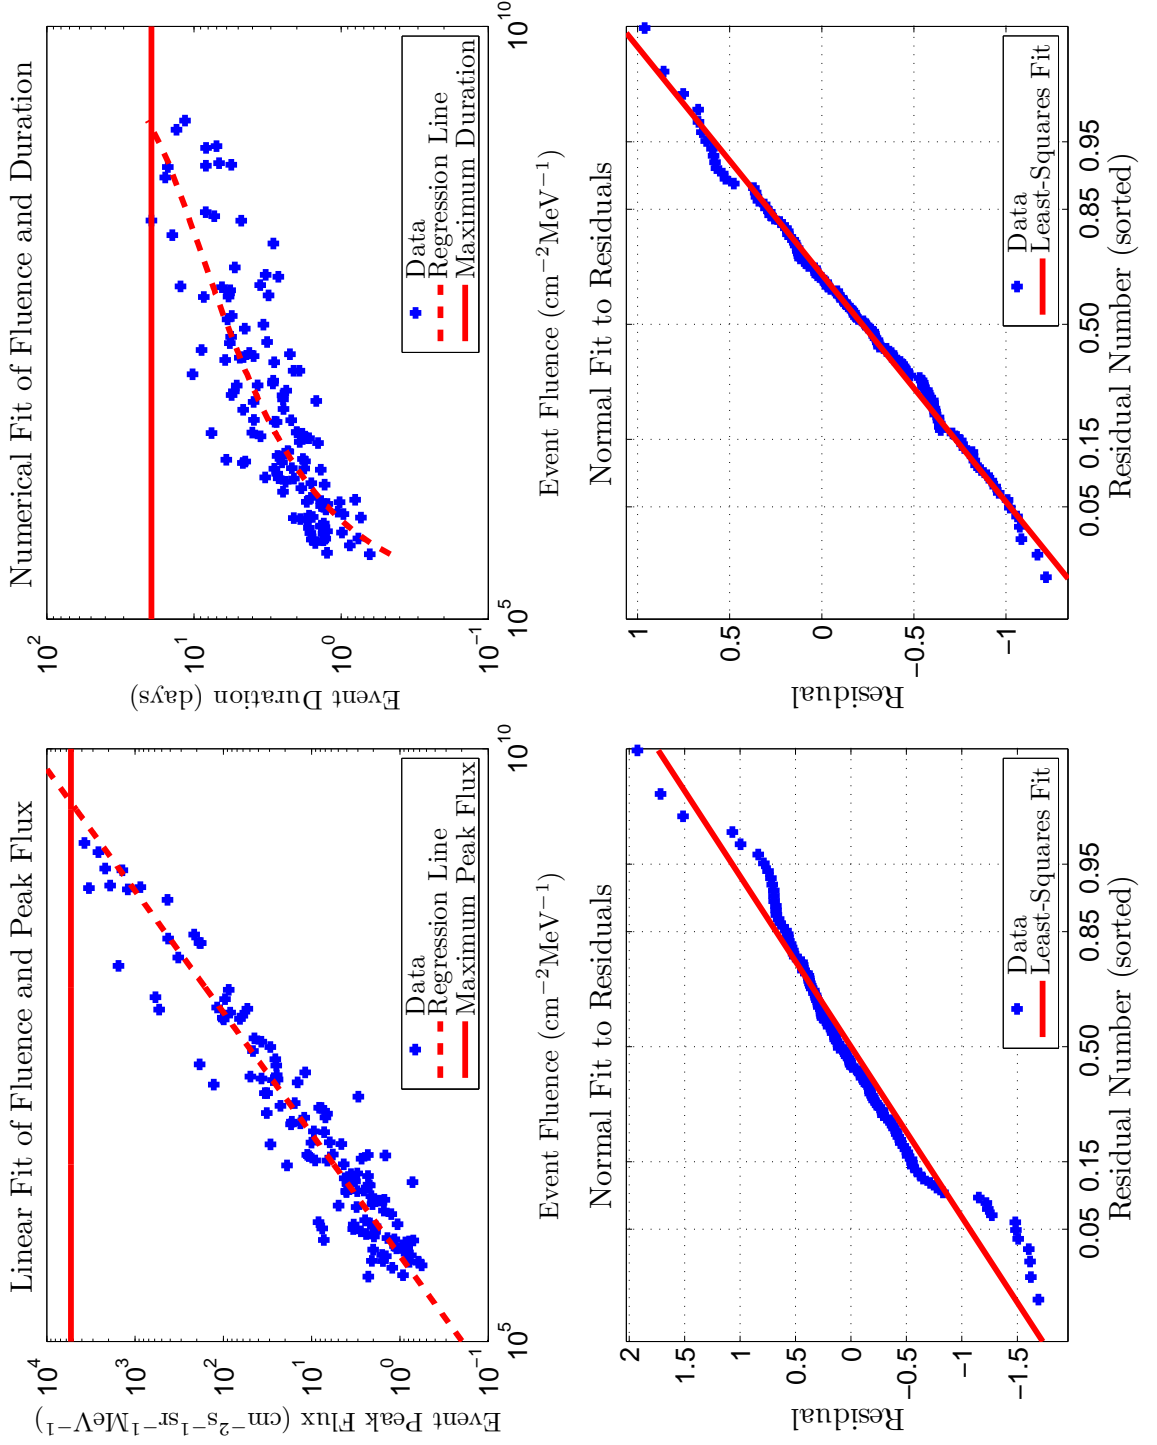 Linear Fit of Fluence and Peak Flux
Event Peak Flux (cm−2s−1sr−1MeV−1)
10^4
10^3
10^2
10^1
10^0
10^−1
10^5
10^10
Event Fluence (cm−2MeV−1)
Data
Regression Line
Maximum Peak Flux
Numerical Fit of Fluence and Duration
Event Duration (days)
10^2
10^1
10^0
10^−1
10^5
10^10
Event Fluence (cm−2MeV−1)
Data
Regression Line
Maximum Duration
Normal Fit to Residuals
Residual
2
1.5
1
0.5
0
−0.5
−1
−1.5
0.05 0.15 0.50 0.85 0.95
Residual Number (sorted)
Data
Least-Squares Fit
Normal Fit to Residuals
Residual
1
0.5
0
−0.5
−1
0.05 0.15 0.50 0.85 0.95
Residual Number (sorted)
Data
Least-Squares Fit